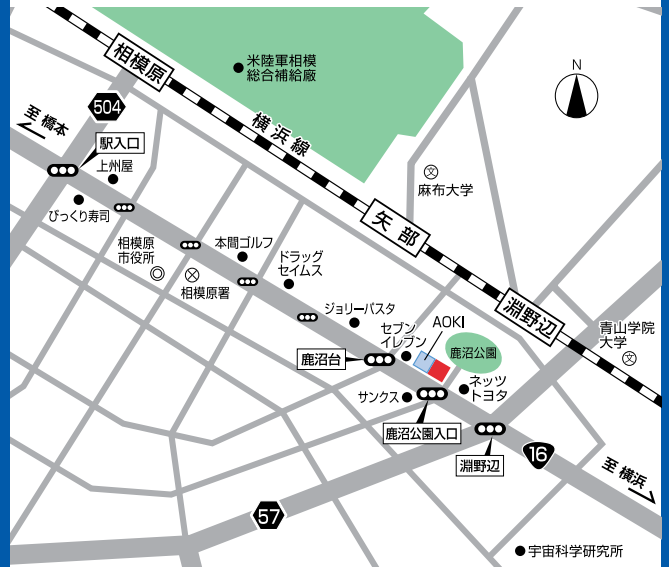 米陸軍相模
総合補給廠
相模原
504
至 橋本
駅入口
上州屋
びっくり寿司
横浜線
N
麻布大学
文
矢部
相模原
市役所
相模原署
本間ゴルフ
ドラッグ
セイムス
ジョリーパスタ
セブン
イレブン
AOKI
鹿沼公園
淵野辺
青山学院
大学
文
鹿沼台
サンクス
ネッツ
トヨタ
鹿沼公園入口
淵野辺
16
至 横浜
57
宇宙科学研究所